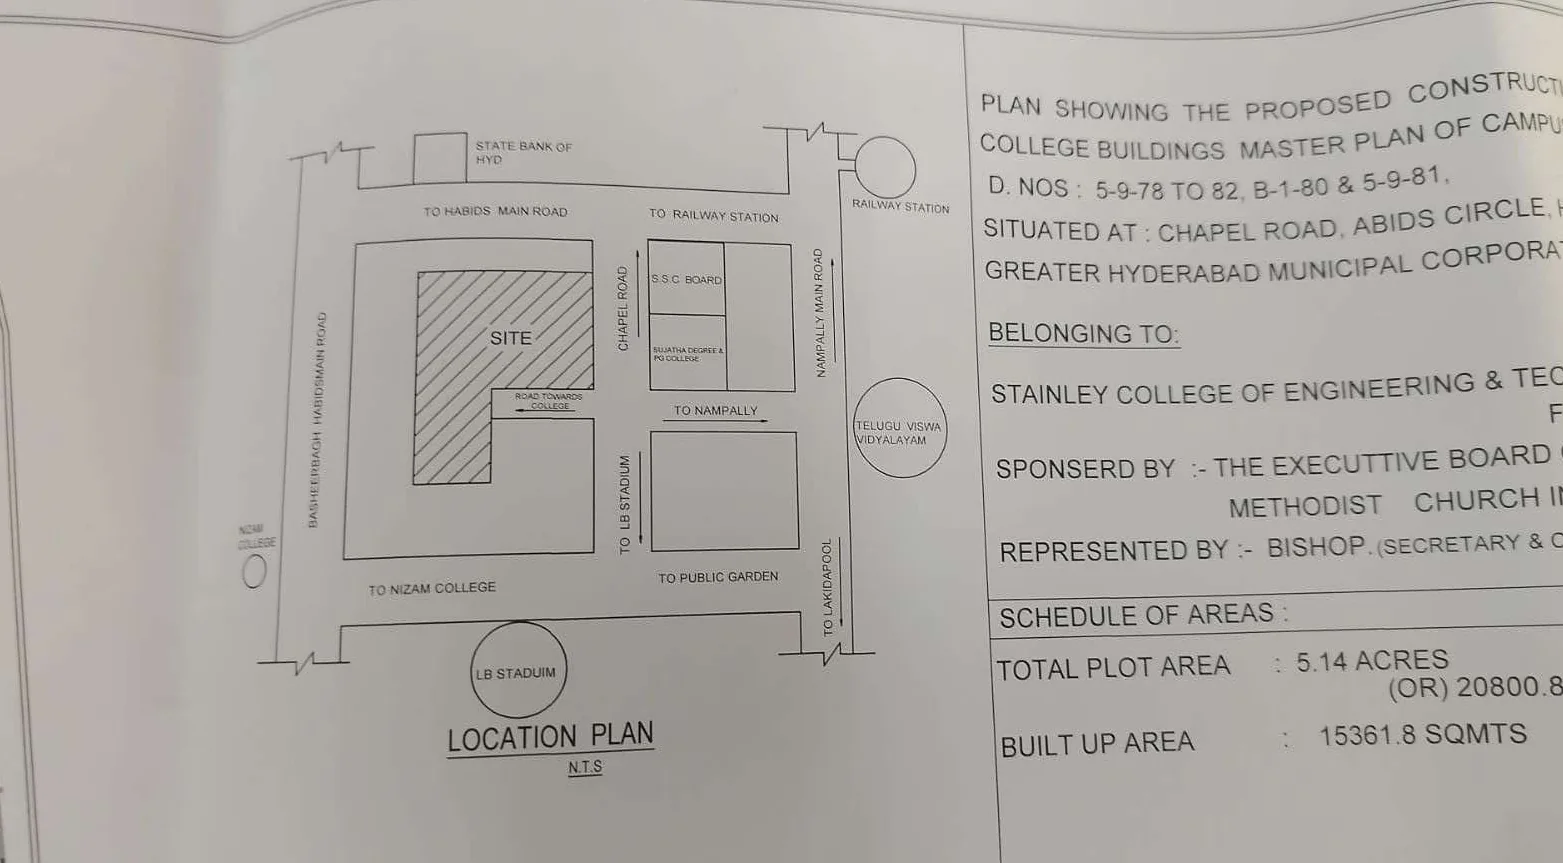 STATE BANK OF
HYD
TO HABIDS MAIN ROAD
TO RAILWAY STATION
RAILWAY STATION
BASHEERBAGH HABIDSMAIN ROAD
SITE
CHAPEL ROAD
S.S.C. BOARD
SUJATHA DEGREE &
PG COLLEGE
NAMPALLY MAIN ROAD
ROAD TOWARDS
COLLEGE
TO NAMPALLY
TELUGU VISWA
VIDYALAYAM
TO LB STADIUM
NIZAM
COLLEGE
TO NIZAM COLLEGE
TO PUBLIC GARDEN
TO LAKIDAPOOL
LB STADUIM
LOCATION PLAN
N.T.S
PLAN SHOWING THE PROPOSED CONSTRUCTI
COLLEGE BUILDINGS MASTER PLAN OF CAMPU
D. NOS : 5-9-78 TO 82, B-1-80 & 5-9-81,
SITUATED AT : CHAPEL ROAD, ABIDS CIRCLE,
GREATER HYDERABAD MUNICIPAL CORPORA
BELONGING TO:
STAINLEY COLLEGE OF ENGINEERING & TEC
F
SPONSERD BY :- THE EXECUTTIVE BOARD
METHODIST CHURCH IN
REPRESENTED BY :- BISHOP. (SECRETARY & C
SCHEDULE OF AREAS :
TOTAL PLOT AREA : 5.14 ACRES
(OR) 20800.8
BUILT UP AREA : 15361.8 SQMTS